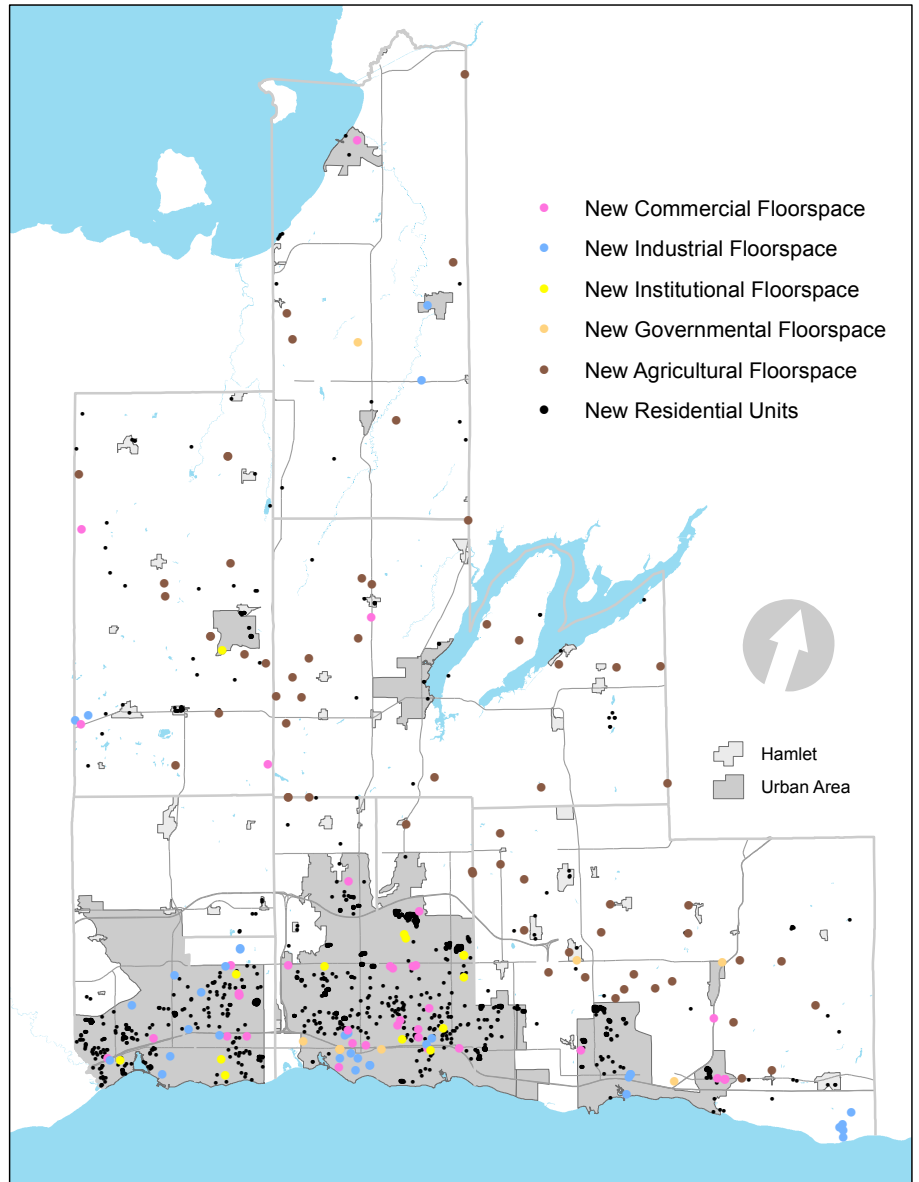 New Commercial Floorspace
New Industrial Floorspace
New Institutional Floorspace
New Governmental Floorspace
New Agricultural Floorspace
New Residential Units
Hamlet
Urban Area